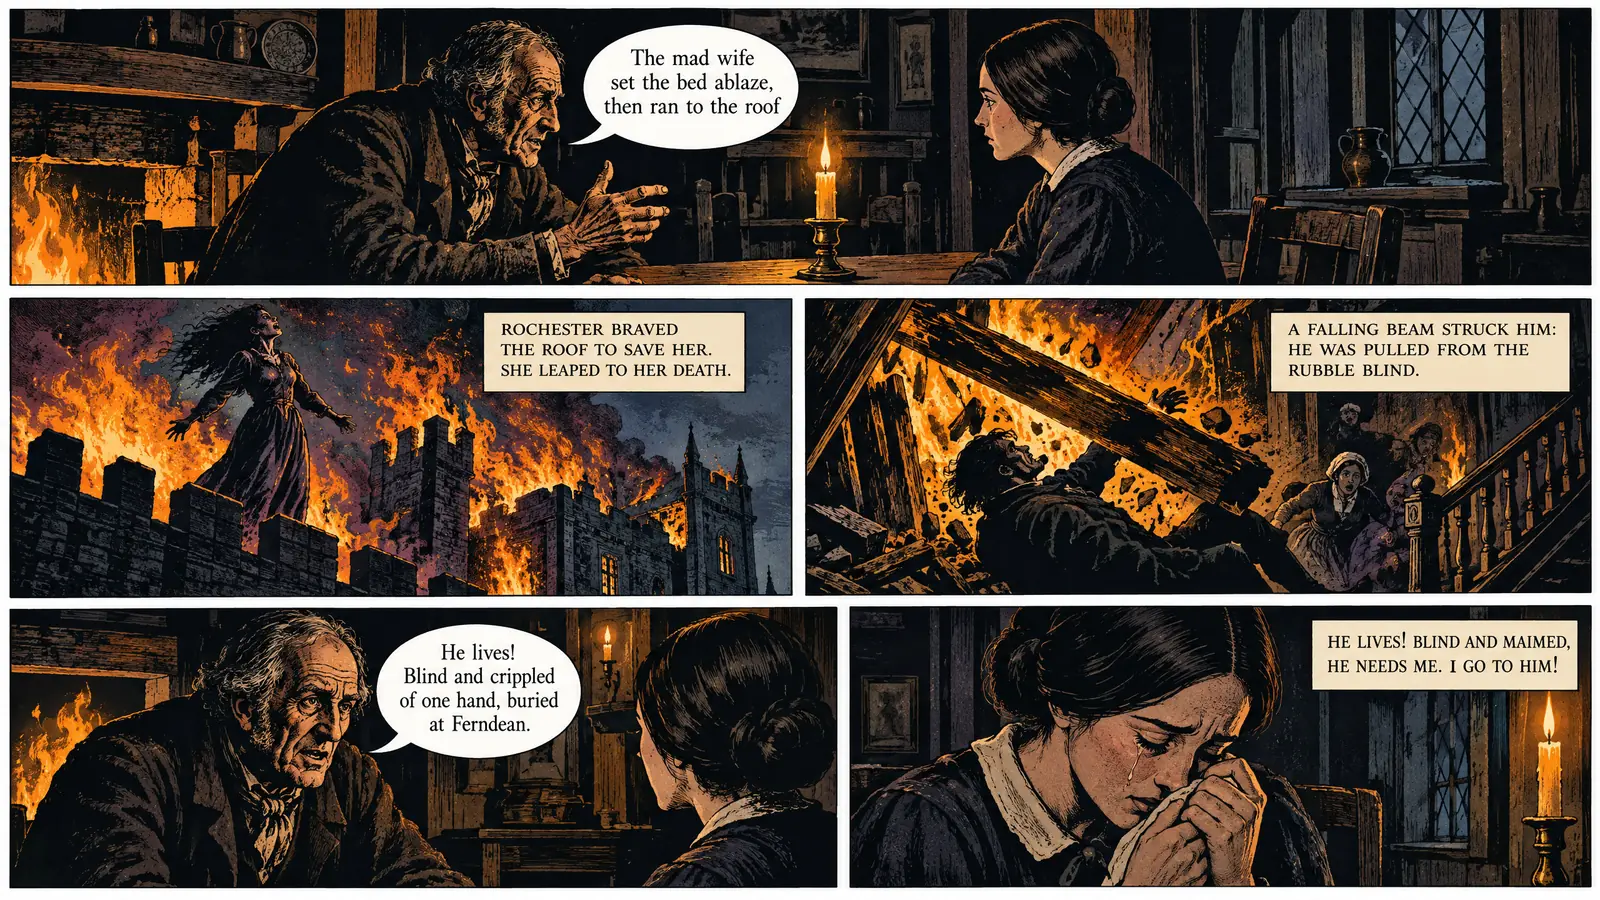 The mad wife
set the bed ablaze,
then ran to the roof
ROCHESTER BRAVED
THE ROOF TO SAVE HER.
SHE LEAPED TO HER DEATH.
A FALLING BEAM STRUCK HIM:
HE WAS PULLED FROM THE
RUBBLE BLIND.
He lives!
Blind and crippled
of one hand, buried
at Ferndean.
HE LIVES! BLIND AND MAIMED,
HE NEEDS ME. I GO TO HIM!